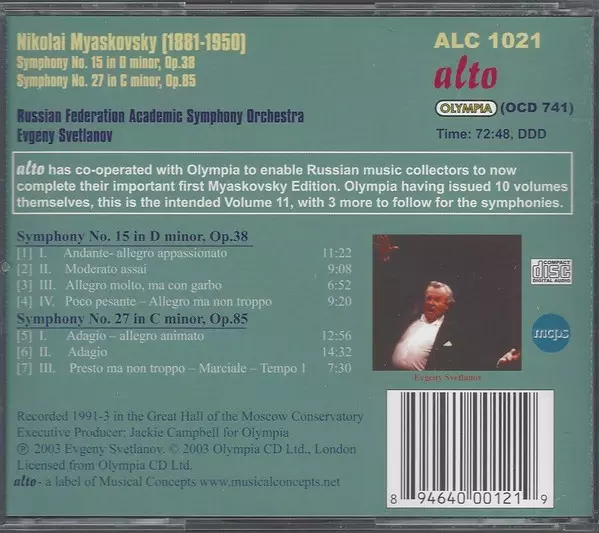 Nikolai Myaskovsky (1881-1950)
Symphony No. 15 in D minor, Op.38
Symphony No. 27 in C minor, Op.85
Russian Federation Academic Symphony Orchestra
Evgeny Svetlanov
ALC 1021
alto
OLYMPIA (OCD 741)
Time: 72:48, DDD
alto has co-operated with Olympia to enable Russian music collectors to now
complete their important first Myaskovsky Edition. Olympia having issued 10 volumes
themselves, this is the intended Volume 11, with 3 more to follow for the symphonies.
Symphony No. 15 in D minor, Op.38
[1] I. Andante- allegro appassionato 11:22
[2] II. Moderato assai 9:08
[3] III. Allegro molto, ma con garbo 6:52
[4] IV. Poco pesante – Allegro ma non troppo 9:20
Symphony No. 27 in C minor, Op.85
[5] I. Adagio – allegro animato 12:56
[6] II. Adagio 14:32
[7] III. Presto ma non troppo – Marciale – Tempo 1 7:30
COMPACT
disc
DIGITAL AUDIO
mcps
Evgeny Svetlanov
Recorded 1991-3 in the Great Hall of the Moscow Conservatory
Executive Producer: Jackie Campbell for Olympia
℗ 2003 Evgeny Svetlanov. © 2003 Olympia CD Ltd., London
Licensed from Olympia CD Ltd.
alto - a label of Musical Concepts www.musicalconcepts.net
8 94640 00121 9